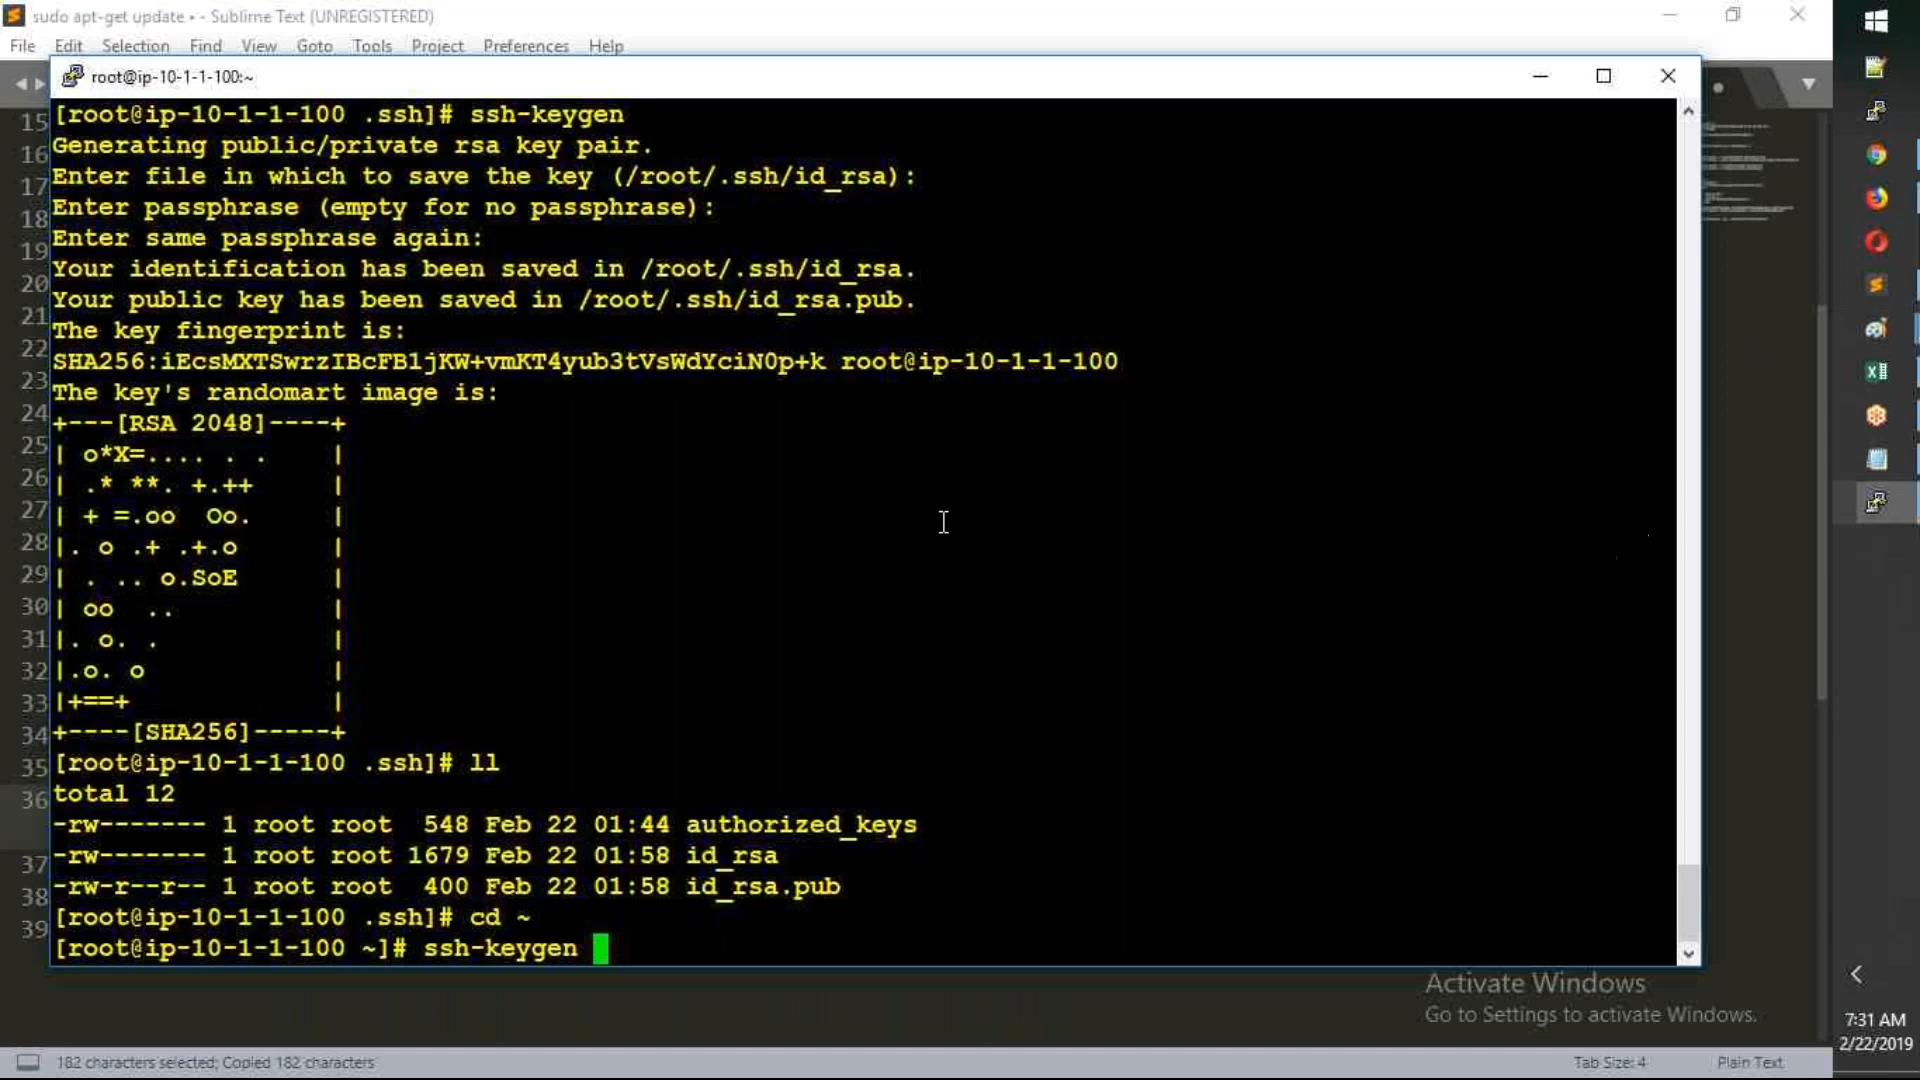 sudo apt-get update • - Sublime Text (UNREGISTERED)
File Edit Selection Find View Goto Tools Project Preferences Help
root@ip-10-1-1-100:~
[root@ip-10-1-1-100 .ssh]# ssh-keygen
Generating public/private rsa key pair.
Enter file in which to save the key (/root/.ssh/id_rsa):
Enter passphrase (empty for no passphrase):
Enter same passphrase again:
Your identification has been saved in /root/.ssh/id_rsa.
Your public key has been saved in /root/.ssh/id_rsa.pub.
The key fingerprint is:
SHA256:iEcsMXTSwrzIBcFB1jKW+vmKT4yub3tVsWdYciN0p+k root@ip-10-1-1-100
The key's randomart image is:
+---[RSA 2048]----+
| o*X=.... . .    |
| .* **. +.++     |
| + =.oo  Oo.     |
|. o .+ .+.o      |
| . .. o.SoE      |
| oo  ..          |
|. o. .           |
|.o. o            |
|+==+             |
+----[SHA256]-----+
[root@ip-10-1-1-100 .ssh]# ll
total 12
-rw------- 1 root root  548 Feb 22 01:44 authorized_keys
-rw------- 1 root root 1679 Feb 22 01:58 id_rsa
-rw-r--r-- 1 root root  400 Feb 22 01:58 id_rsa.pub
[root@ip-10-1-1-100 .ssh]# cd ~
[root@ip-10-1-1-100 ~]# ssh-keygen
15
16
17
18
19
20
21
22
23
24
25
26
27
28
29
30
31
32
33
34
35
36
37
38
39
Activate Windows
Go to Settings to activate Windows.
7:31 AM
2/22/2019
182 characters selected; Copied 182 characters
Tab Size: 4
Plain Text